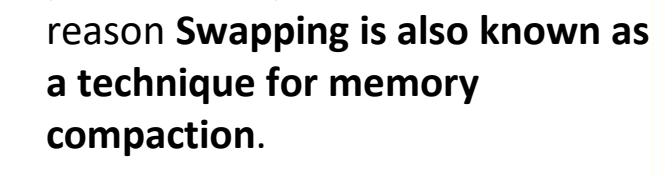 reason Swapping is also known as
a technique for memory
compaction.